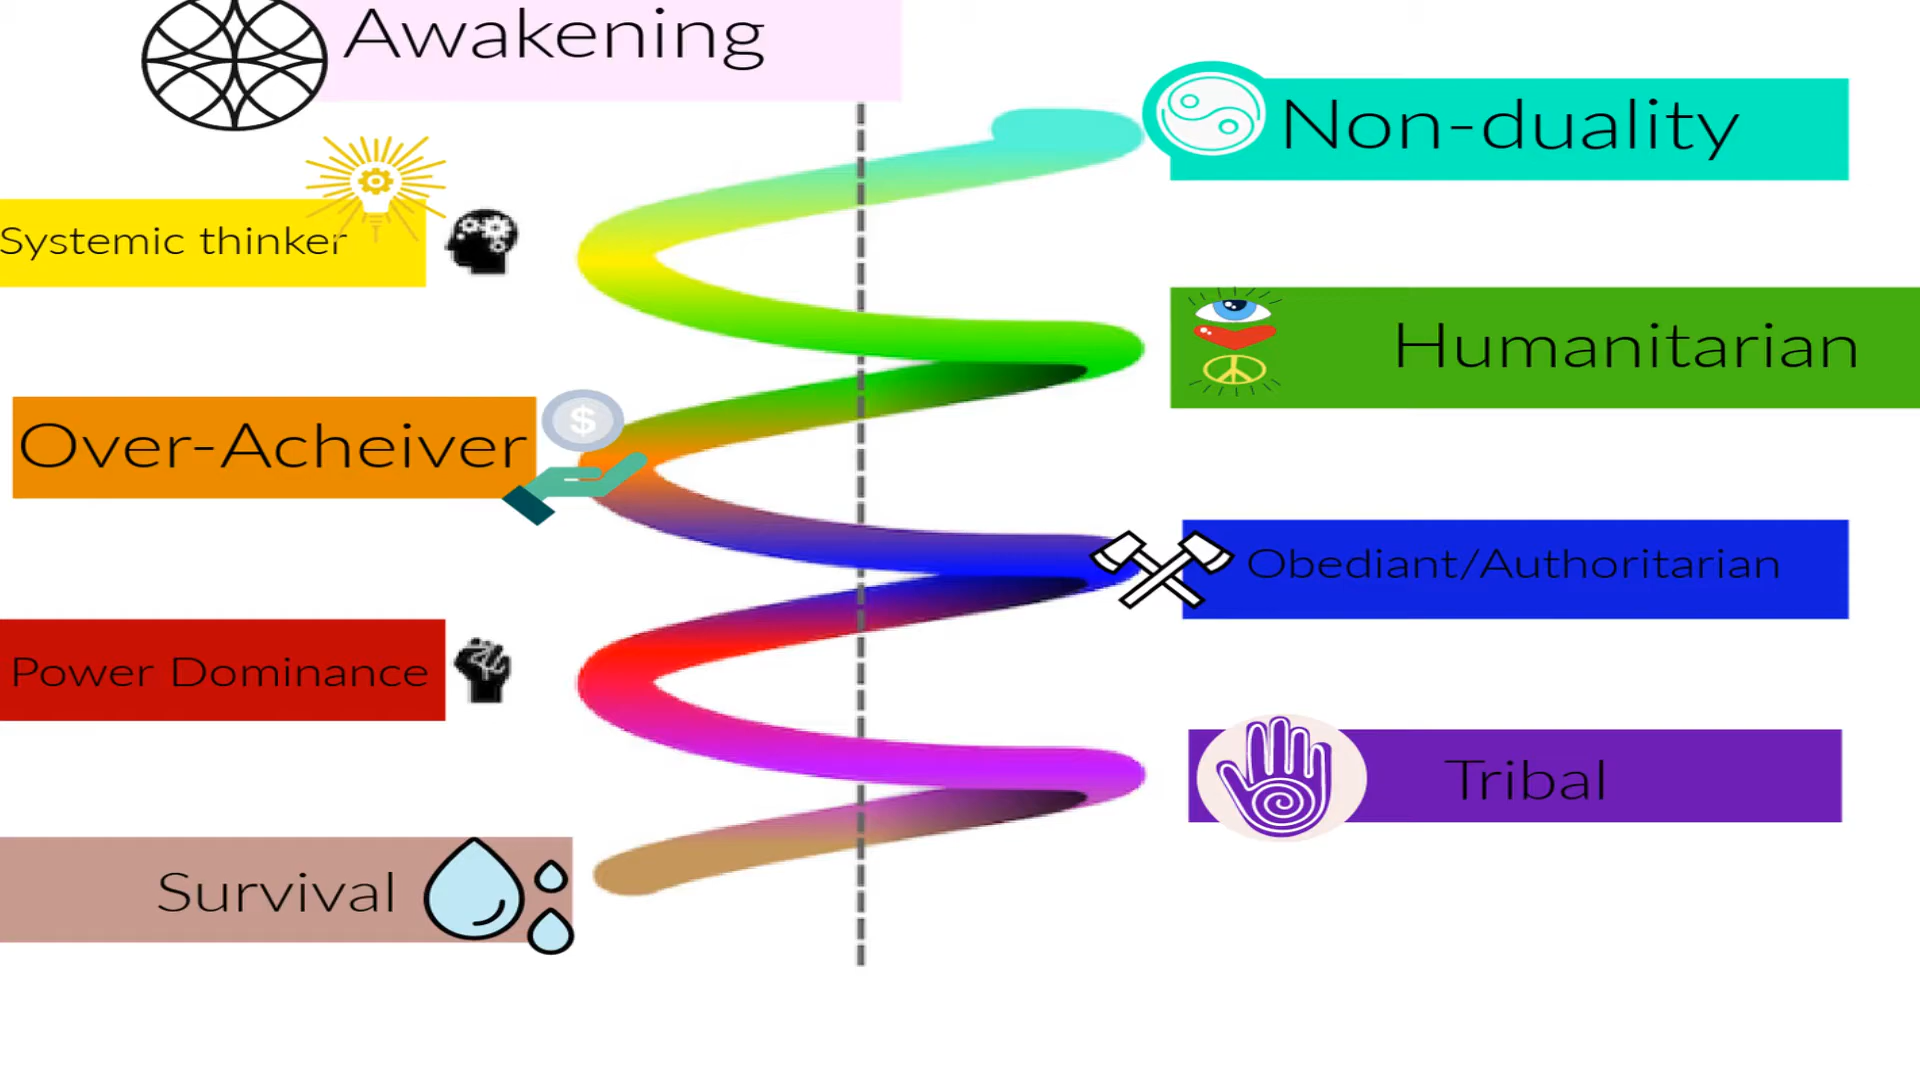 Awakening
Non-duality
Systemic thinker
Humanitarian
Over-Acheiver
$
Obediant/Authoritarian
Power Dominance
Tribal
Survival